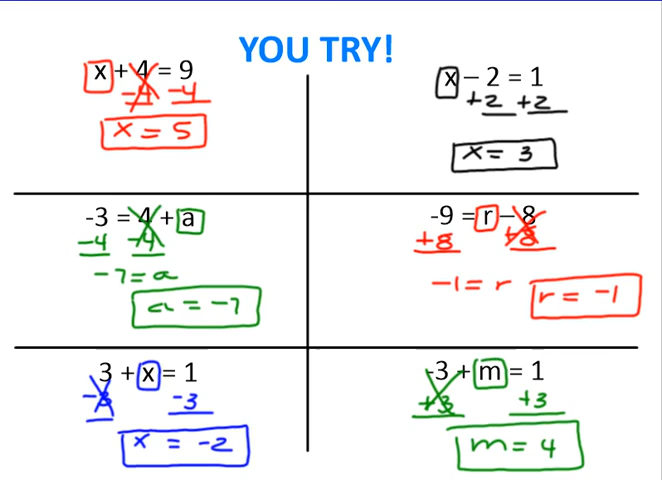 YOU TRY!
x + 4 = 9
-4 -4
x = 5
x – 2 = 1
+2 +2
x = 3
-3 = 4 + a
-4 -4
-7 = a
a = -7
-9 = r – 8
+8 +8
-1 = r
r = -1
3 + x = 1
-3 -3
x = -2
-3 + m = 1
+3 +3
m = 4